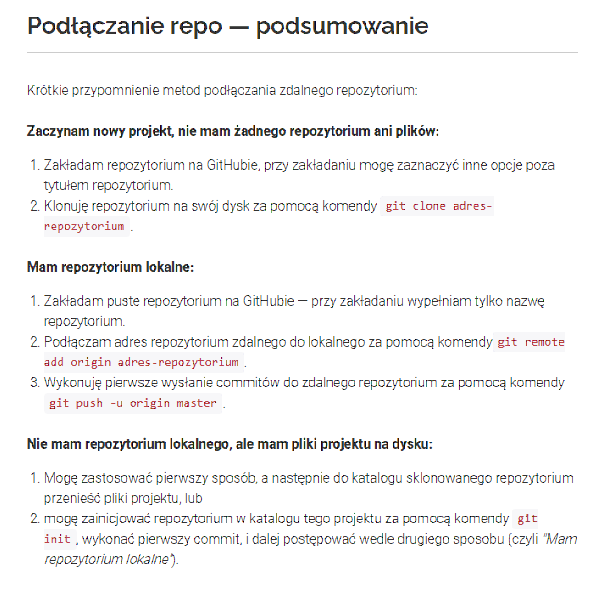 Podłączanie repo — podsumowanie
Krótkie przypomnienie metod podłączania zdalnego repozytorium:
Zaczynam nowy projekt, nie mam żadnego repozytorium ani plików:
1. Zakładam repozytorium na GitHubie, przy zakładaniu mogę zaznaczyć inne opcje poza
tytułem repozytorium.
2. Klonuję repozytorium na swój dysk za pomocą komendy git clone adres-
repozytorium .
Mam repozytorium lokalne:
1. Zakładam puste repozytorium na GitHubie — przy zakładaniu wypełniam tylko nazwę
repozytorium.
2. Podłączam adres repozytorium zdalnego do lokalnego za pomocą komendy git remote
add origin adres-repozytorium .
3. Wykonuję pierwsze wysłanie commitów do zdalnego repozytorium za pomocą komendy
git push -u origin master .
Nie mam repozytorium lokalnego, ale mam pliki projektu na dysku:
1. Mogę zastosować pierwszy sposób, a następnie do katalogu sklonowanego repozytorium
przenieść pliki projektu, lub
2. mogę zainicjować repozytorium w katalogu tego projektu za pomocą komendy git
init , wykonać pierwszy commit, i dalej postępować wedle drugiego sposobu (czyli "Mam
repozytorium lokalne").